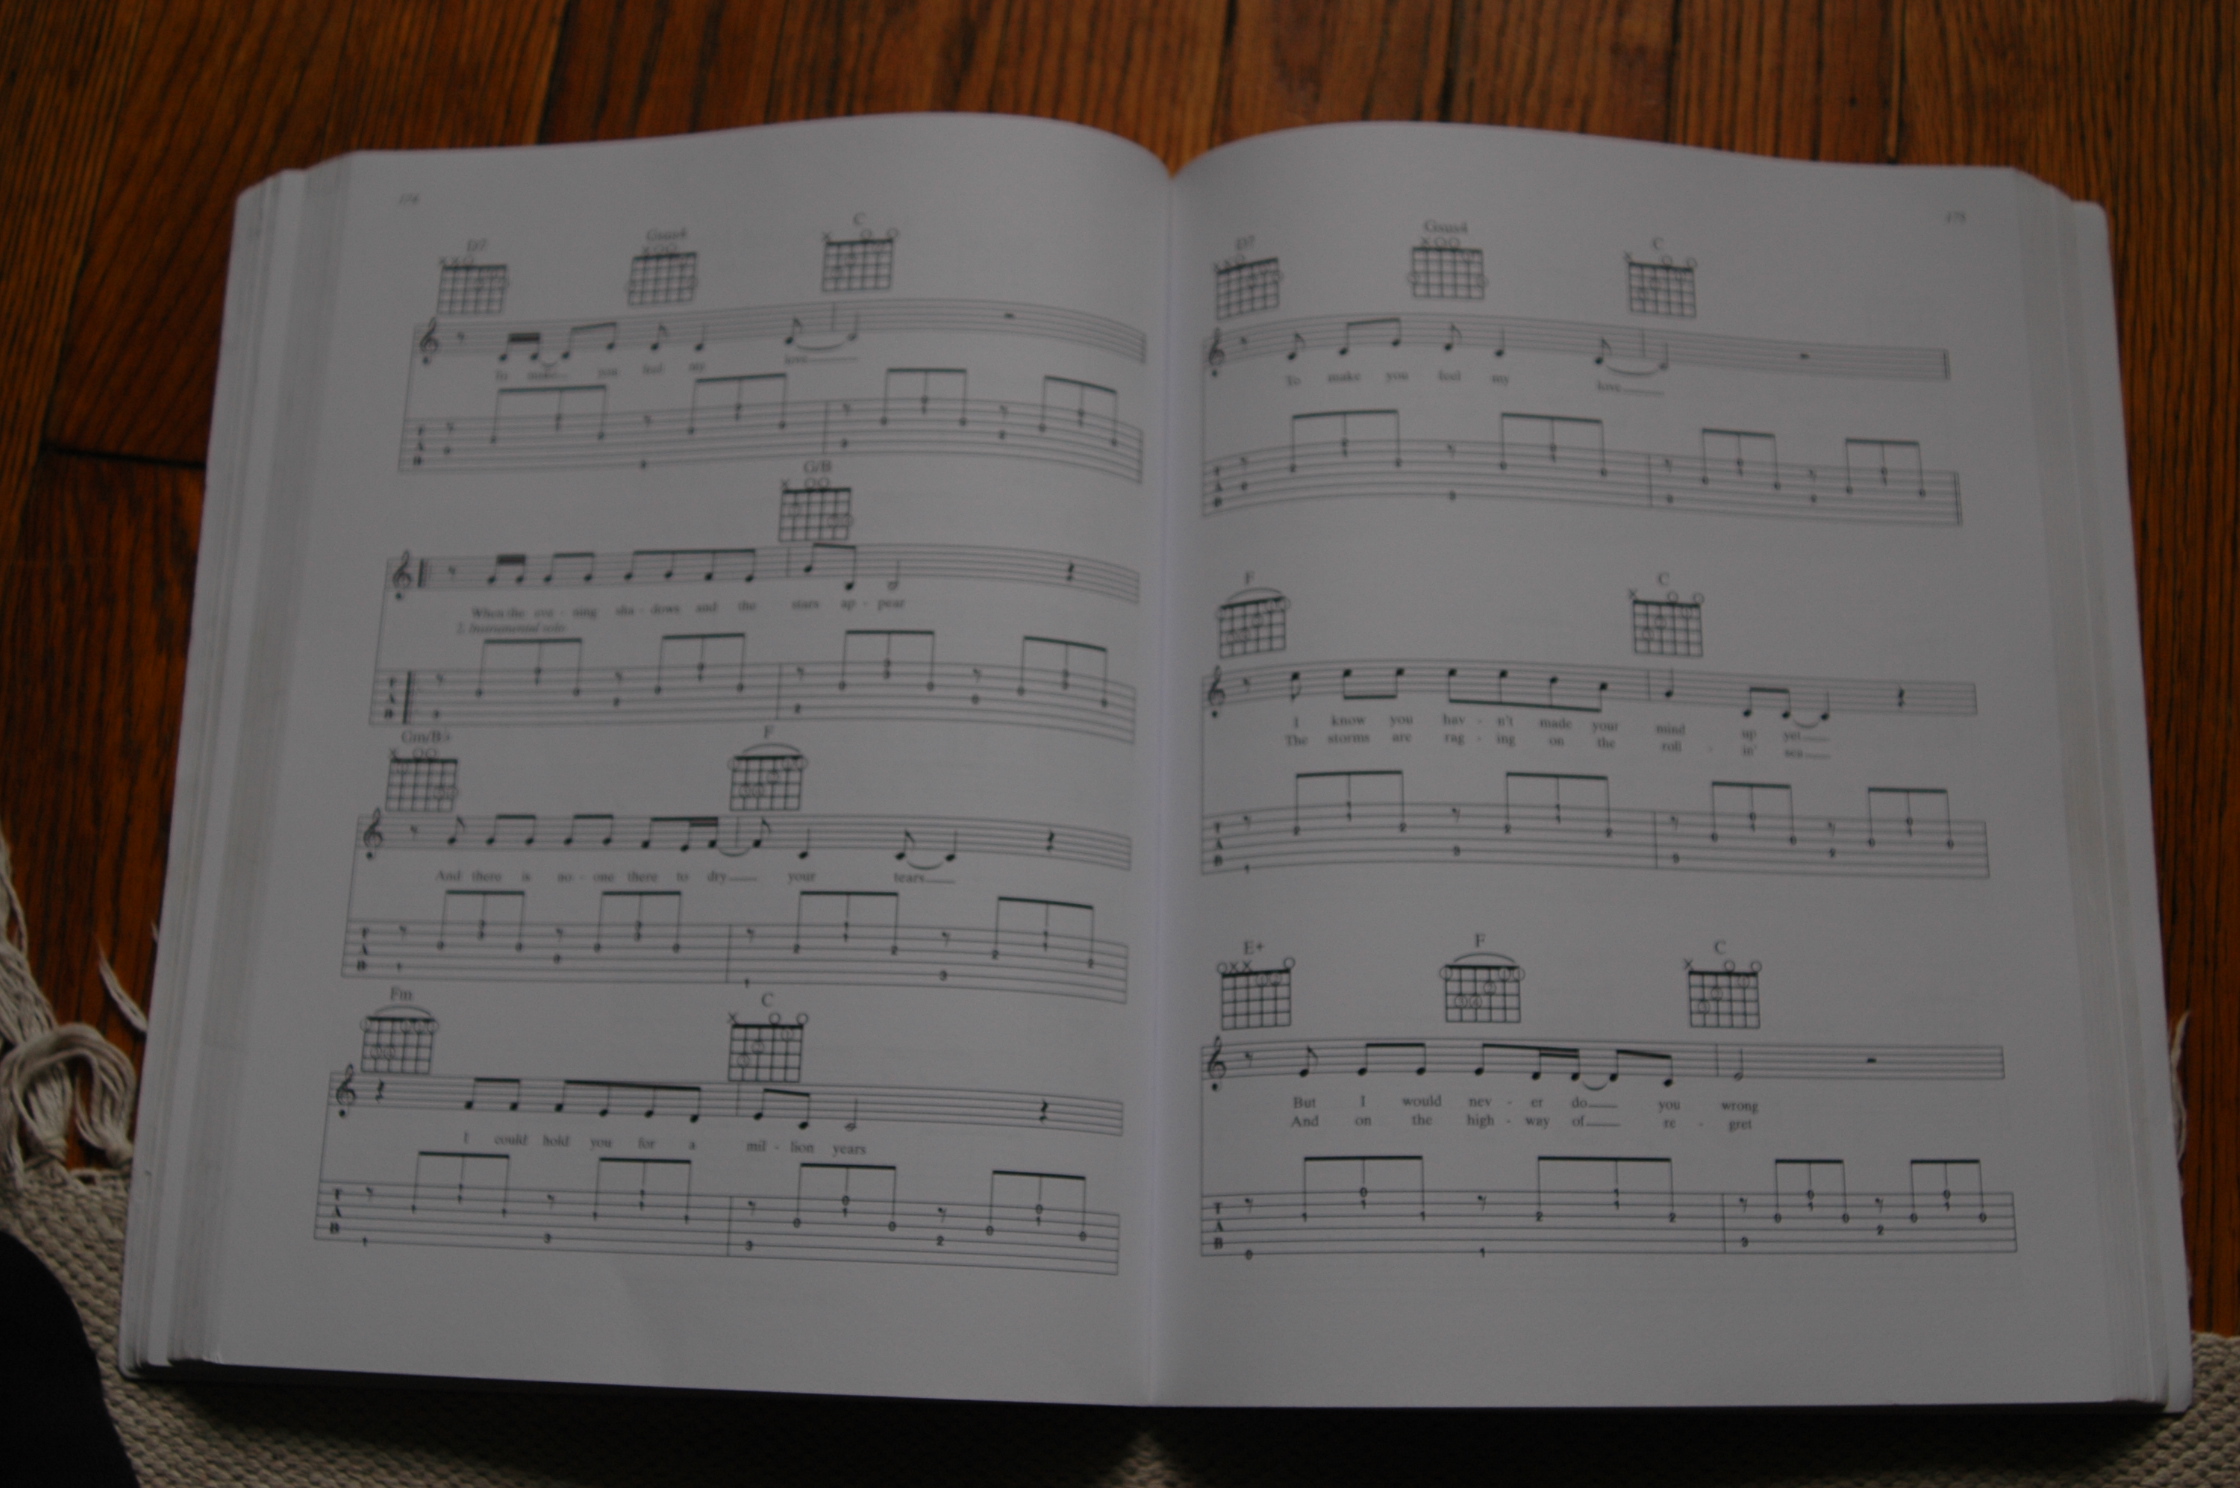 174
D7 Gsus4 C
To make you feel my love
G/B
When the eve - ning sha - dows and the stars ap - pear
2. Instrumental solo
T
A
B
Gm/B♭ F
And there is no - one there to dry your tears
T
A
B
Fm C
I could hold you for a mil - lion years
T
A
B
175
D7 Gsus4 C
To make you feel my love
T
A
B
F C
I know you hav - n't made your mind up yet
The storms are rag - ing on the roll - in' sea
T
A
B
E+ F C
But I would nev - er do you wrong
And on the high - way of re - gret
T
A
B